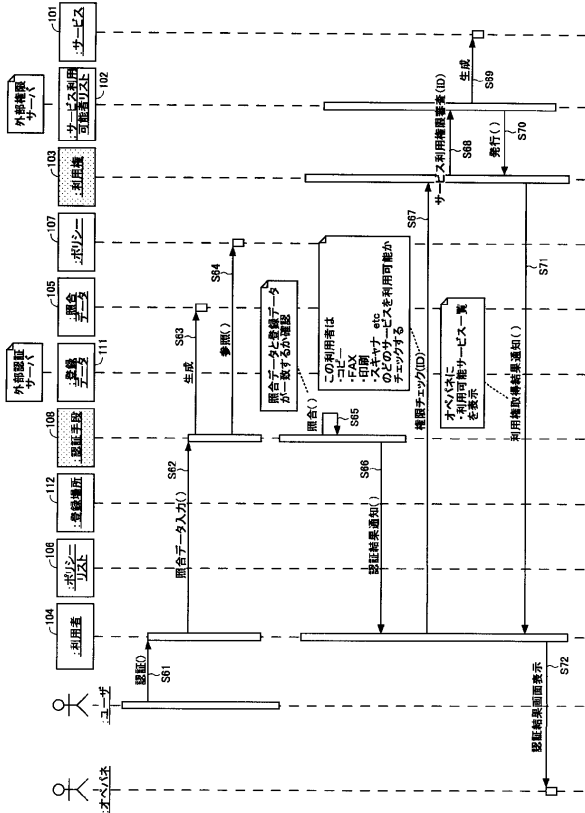 :オペパネ
:ユーザ
104
:利用者
106
:ポリシー
リスト
112
:登録場所
108
:認証手段
外部認証
サーバ
111
:登録
データ
105
:照合
データ
107
:ポリシー
103
:利用権
外部権限
サーバ
102
:サービス利用
可能者リスト
101
:サービス
認証()
S61
照合データ入力()
S62
生成
S63
参照()
S64
照合データと登録データ
が一致するか確認
照合()
S65
認証結果通知()
S66
この利用者は
・コピー
・FAX
・印刷
・スキャナ etc
のどのサービスを利用可能か
チェックする
権限チェック(ID)
S67
サービス利用権限審査(ID)
S68
生成
S69
発行()
S70
オペパネに
・利用可能サービス一覧
を表示
利用権取得結果通知()
S71
認証結果画面表示
S72